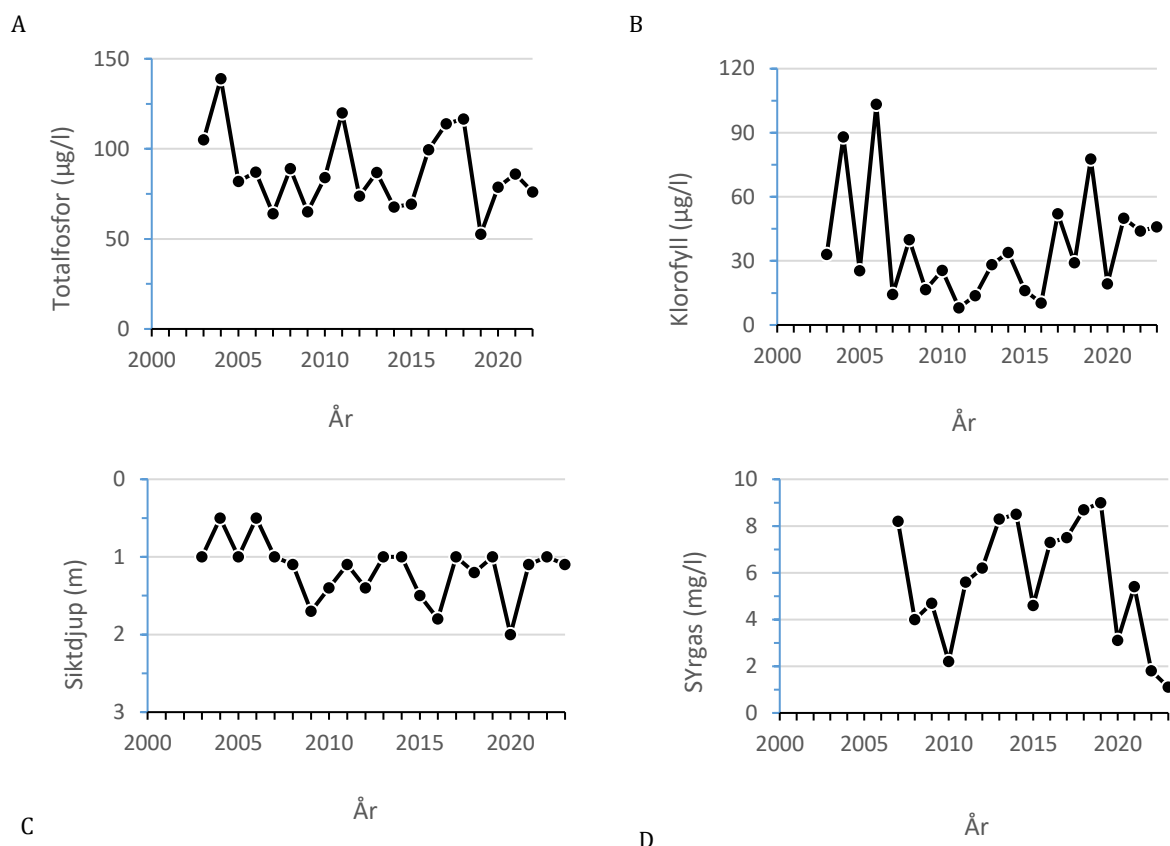 A
Totalfosfor (µg/l)
150
100
50
0
2000 2005 2010 2015 2020
År
B
Klorofyll (µg/l)
120
90
60
30
0
2000 2005 2010 2015 2020
År
Siktdjup (m)
0
1
2
3
2000 2005 2010 2015 2020
År
C
SYrgas (mg/l)
10
8
6
4
2
0
2000 2005 2010 2015 2020
År
D